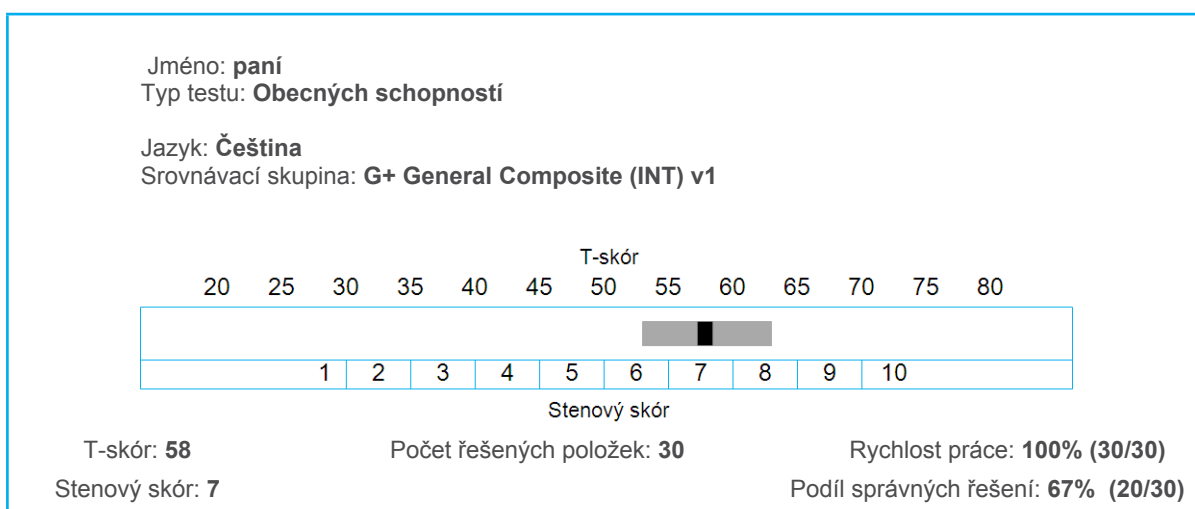 Jméno: paní
Typ testu: Obecných schopností
Jazyk: Čeština
Srovnávací skupina: G+ General Composite (INT) v1
T-skór
20 25 30 35 40 45 50 55 60 65 70 75 80
1 2 3 4 5 6 7 8 9 10
Stenový skór
T-skór: 58 Počet řešených položek: 30 Rychlost práce: 100% (30/30)
Stenový skór: 7 Podíl správných řešení: 67% (20/30)